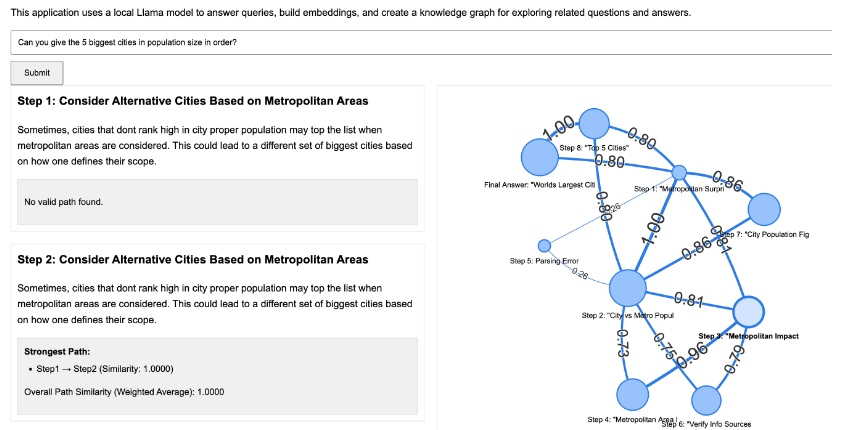 This application uses a local Llama model to answer queries, build embeddings, and create a knowledge graph for exploring related questions and answers.
Can you give the 5 biggest cities in population size in order?
Submit
Step 1: Consider Alternative Cities Based on Metropolitan Areas
Sometimes, cities that dont rank high in city proper population may top the list when
metropolitan areas are considered. This could lead to a different set of biggest cities based
on how one defines their scope.
No valid path found.
Step 2: Consider Alternative Cities Based on Metropolitan Areas
Sometimes, cities that dont rank high in city proper population may top the list when
metropolitan areas are considered. This could lead to a different set of biggest cities based
on how one defines their scope.
Strongest Path:
• Step1 → Step2 (Similarity: 1.0000)
Overall Path Similarity (Weighted Average): 1.0000
1.00
0.80
Step 8: "Top 5 Cities"
0.80
Final Answer: "Worlds Largest Citi
Step 1: "Metropolitan Surpri
0.86
Step 7: "City Population Fig
1.00
0.86
0.81
Step 5: Parsing Error
0.26
0.81
Step 2: "City vs Metro Popul
Step 3: "Metropolitan Impact
0.73
0.75
0.96
0.79
Step 4: "Metropolitan Area
Step 6: "Verify Info Sources